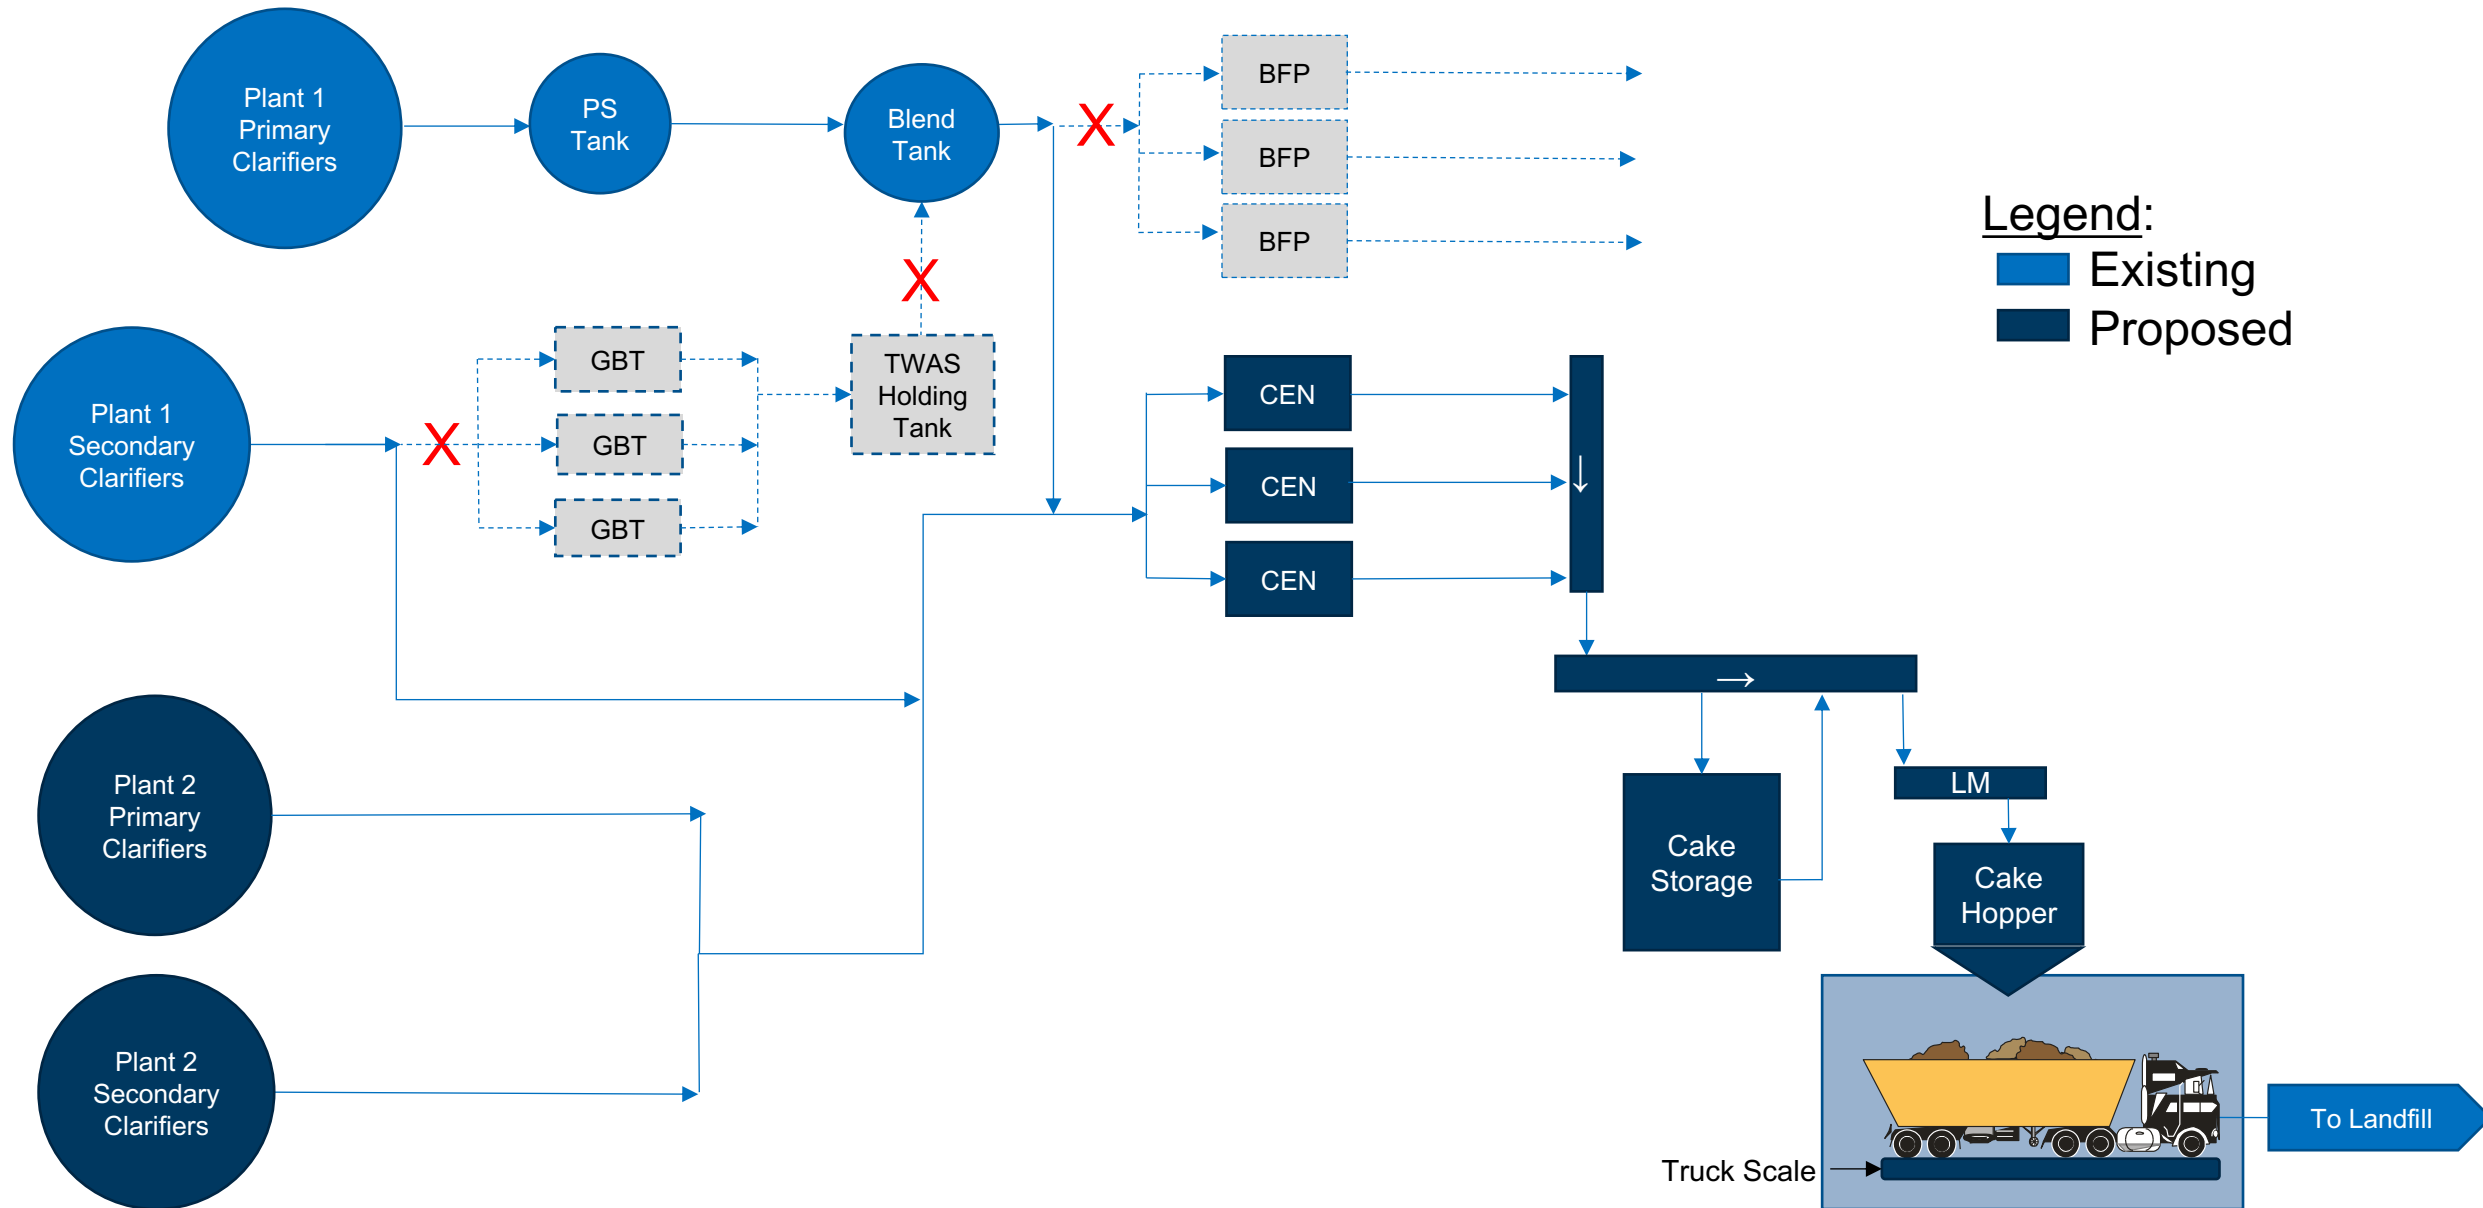 Plant 1
Primary
Clarifiers
PS
Tank
Blend
Tank
X
BFP
BFP
BFP
Legend:
Existing
Proposed
X
Plant 1
Secondary
Clarifiers
X
GBT
GBT
GBT
TWAS
Holding
Tank
CEN
CEN
CEN
↓
→
Plant 2
Primary
Clarifiers
LM
Cake
Storage
Cake
Hopper
Plant 2
Secondary
Clarifiers
Truck Scale
To Landfill